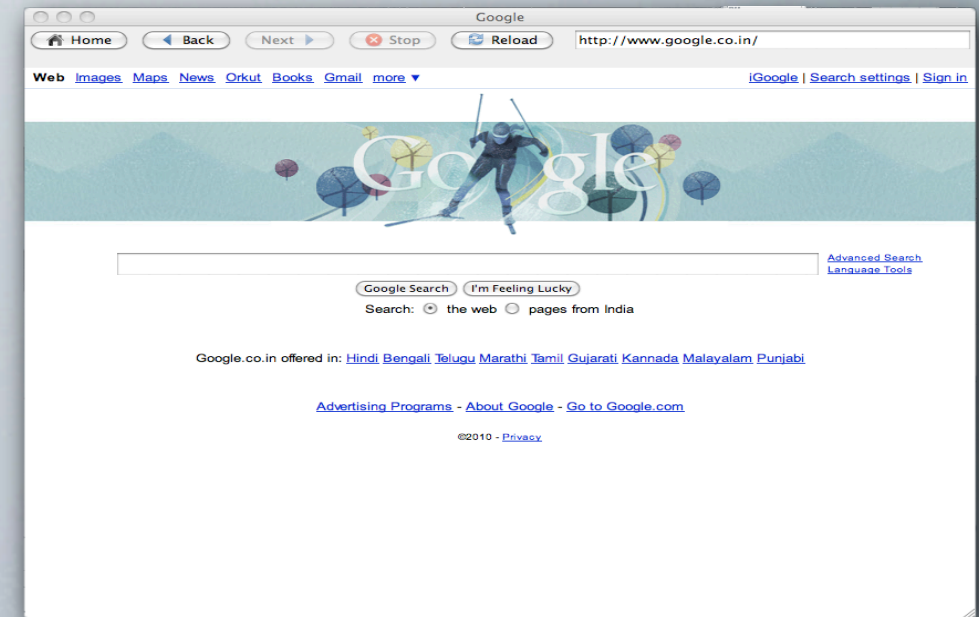 Google
Home Back Next Stop Reload http://www.google.co.in/
Web Images Maps News Orkut Books Gmail more ▼ iGoogle | Search settings | Sign in
Google
Advanced Search
Language Tools
Google Search I'm Feeling Lucky
Search: the web pages from India
Google.co.in offered in: Hindi Bengali Telugu Marathi Tamil Gujarati Kannada Malayalam Punjabi
Advertising Programs - About Google - Go to Google.com
©2010 - Privacy